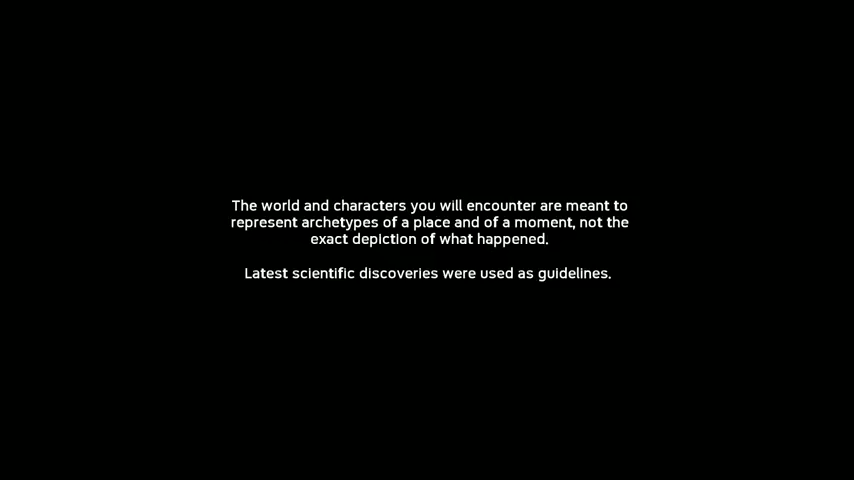 The world and characters you will encounter are meant to
represent archetypes of a place and of a moment, not the
exact depiction of what happened.
Latest scientific discoveries were used as guidelines.